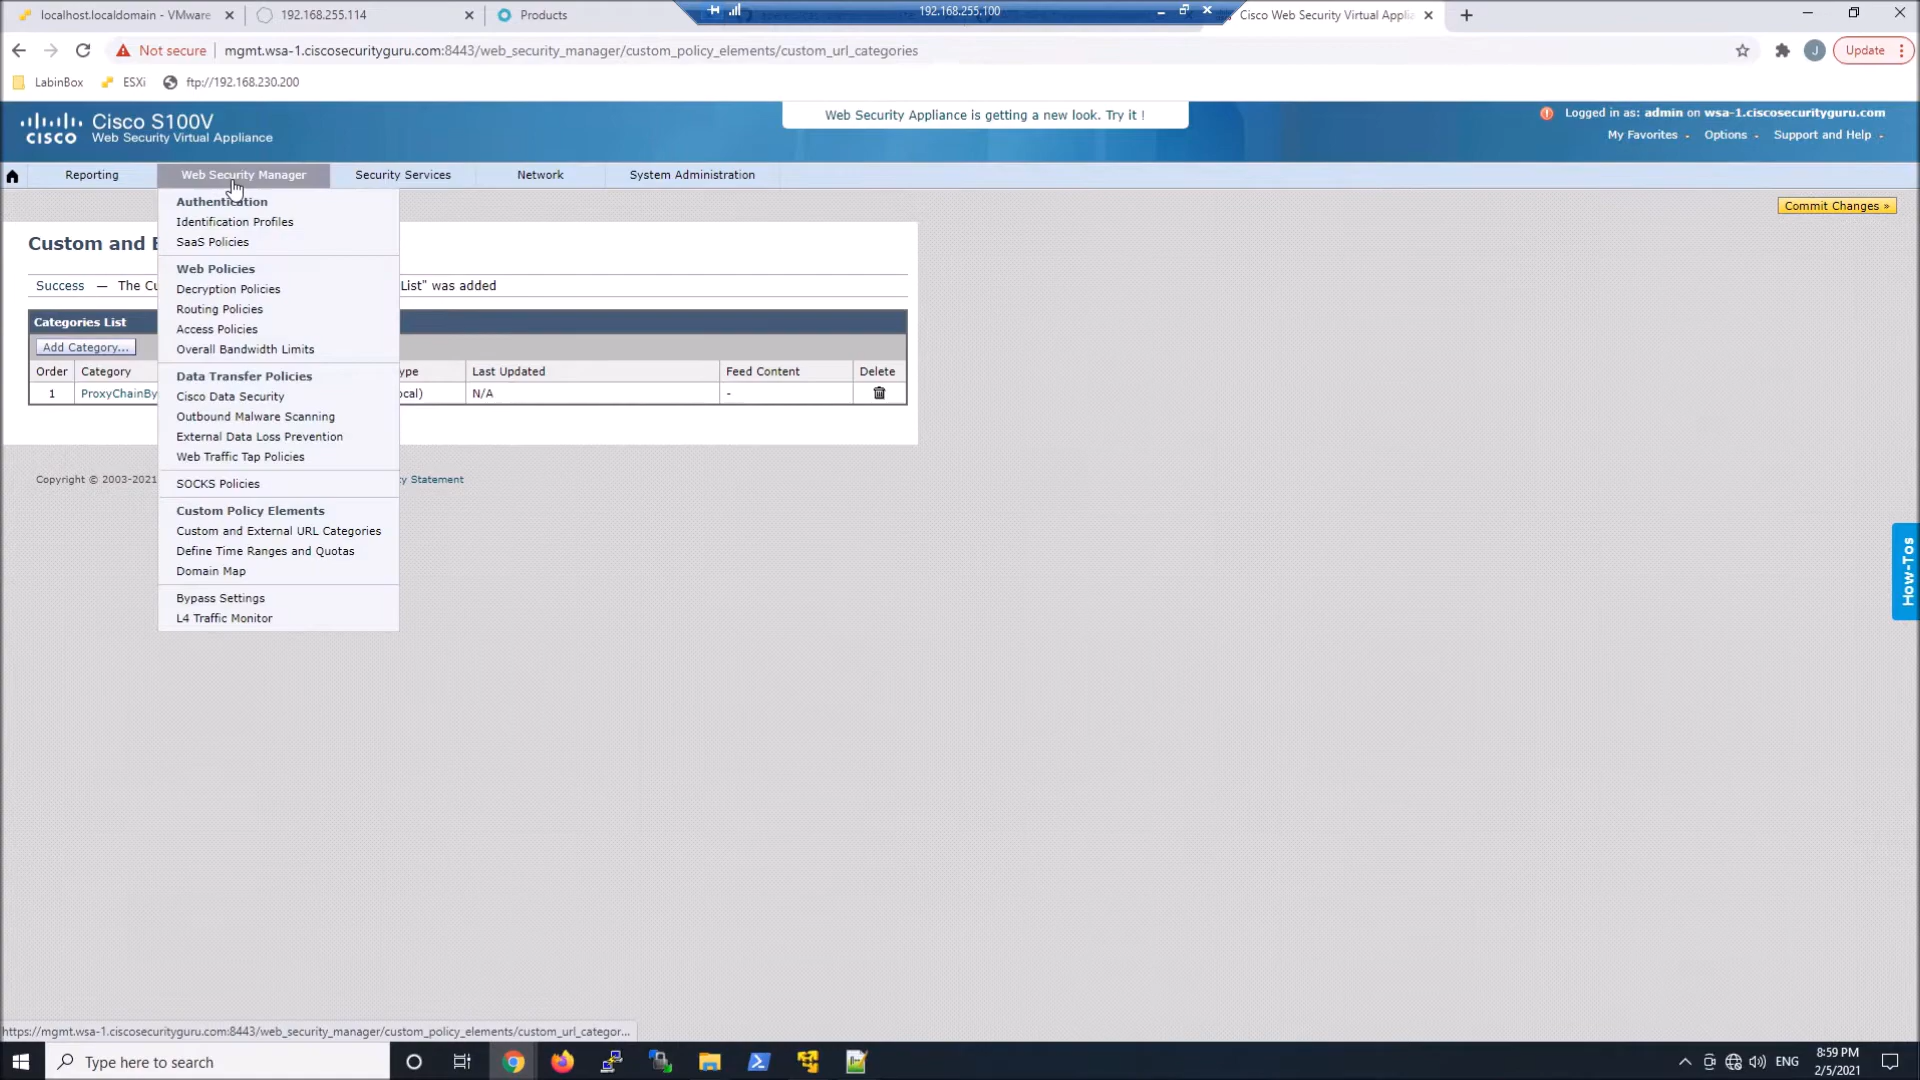 localhost.localdomain - VMware
192.168.255.114
Products
192.168.255.100
Cisco Web Security Virtual Appli
Not secure
mgmt.wsa-1.ciscosecurityguru.com:8443/web_security_manager/custom_policy_elements/custom_url_categories
J
Update
LabinBox
ESXi
ftp://192.168.230.200
CISCO
Cisco S100V
Web Security Virtual Appliance
Web Security Appliance is getting a new look. Try it !
Logged in as: admin on wsa-1.ciscosecurityguru.com
My Favorites
Options
Support and Help
Reporting
Web Security Manager
Security Services
Network
System Administration
Commit Changes »
Authentication
Identification Profiles
SaaS Policies
Web Policies
Decryption Policies
Routing Policies
Access Policies
Overall Bandwidth Limits
Data Transfer Policies
Cisco Data Security
Outbound Malware Scanning
External Data Loss Prevention
Web Traffic Tap Policies
SOCKS Policies
Custom Policy Elements
Custom and External URL Categories
Define Time Ranges and Quotas
Domain Map
Bypass Settings
L4 Traffic Monitor
Custom and E
Success — The Cu
List" was added
Categories List
Add Category...
Order
Category
ype
Last Updated
Feed Content
Delete
1
ProxyChainBy
ocal)
N/A
-
Copyright © 2003-2021
cy Statement
How-Tos
https://mgmt.wsa-1.ciscosecurityguru.com:8443/web_security_manager/custom_policy_elements/custom_url_categor...
Type here to search
ENG
8:59 PM
2/5/2021